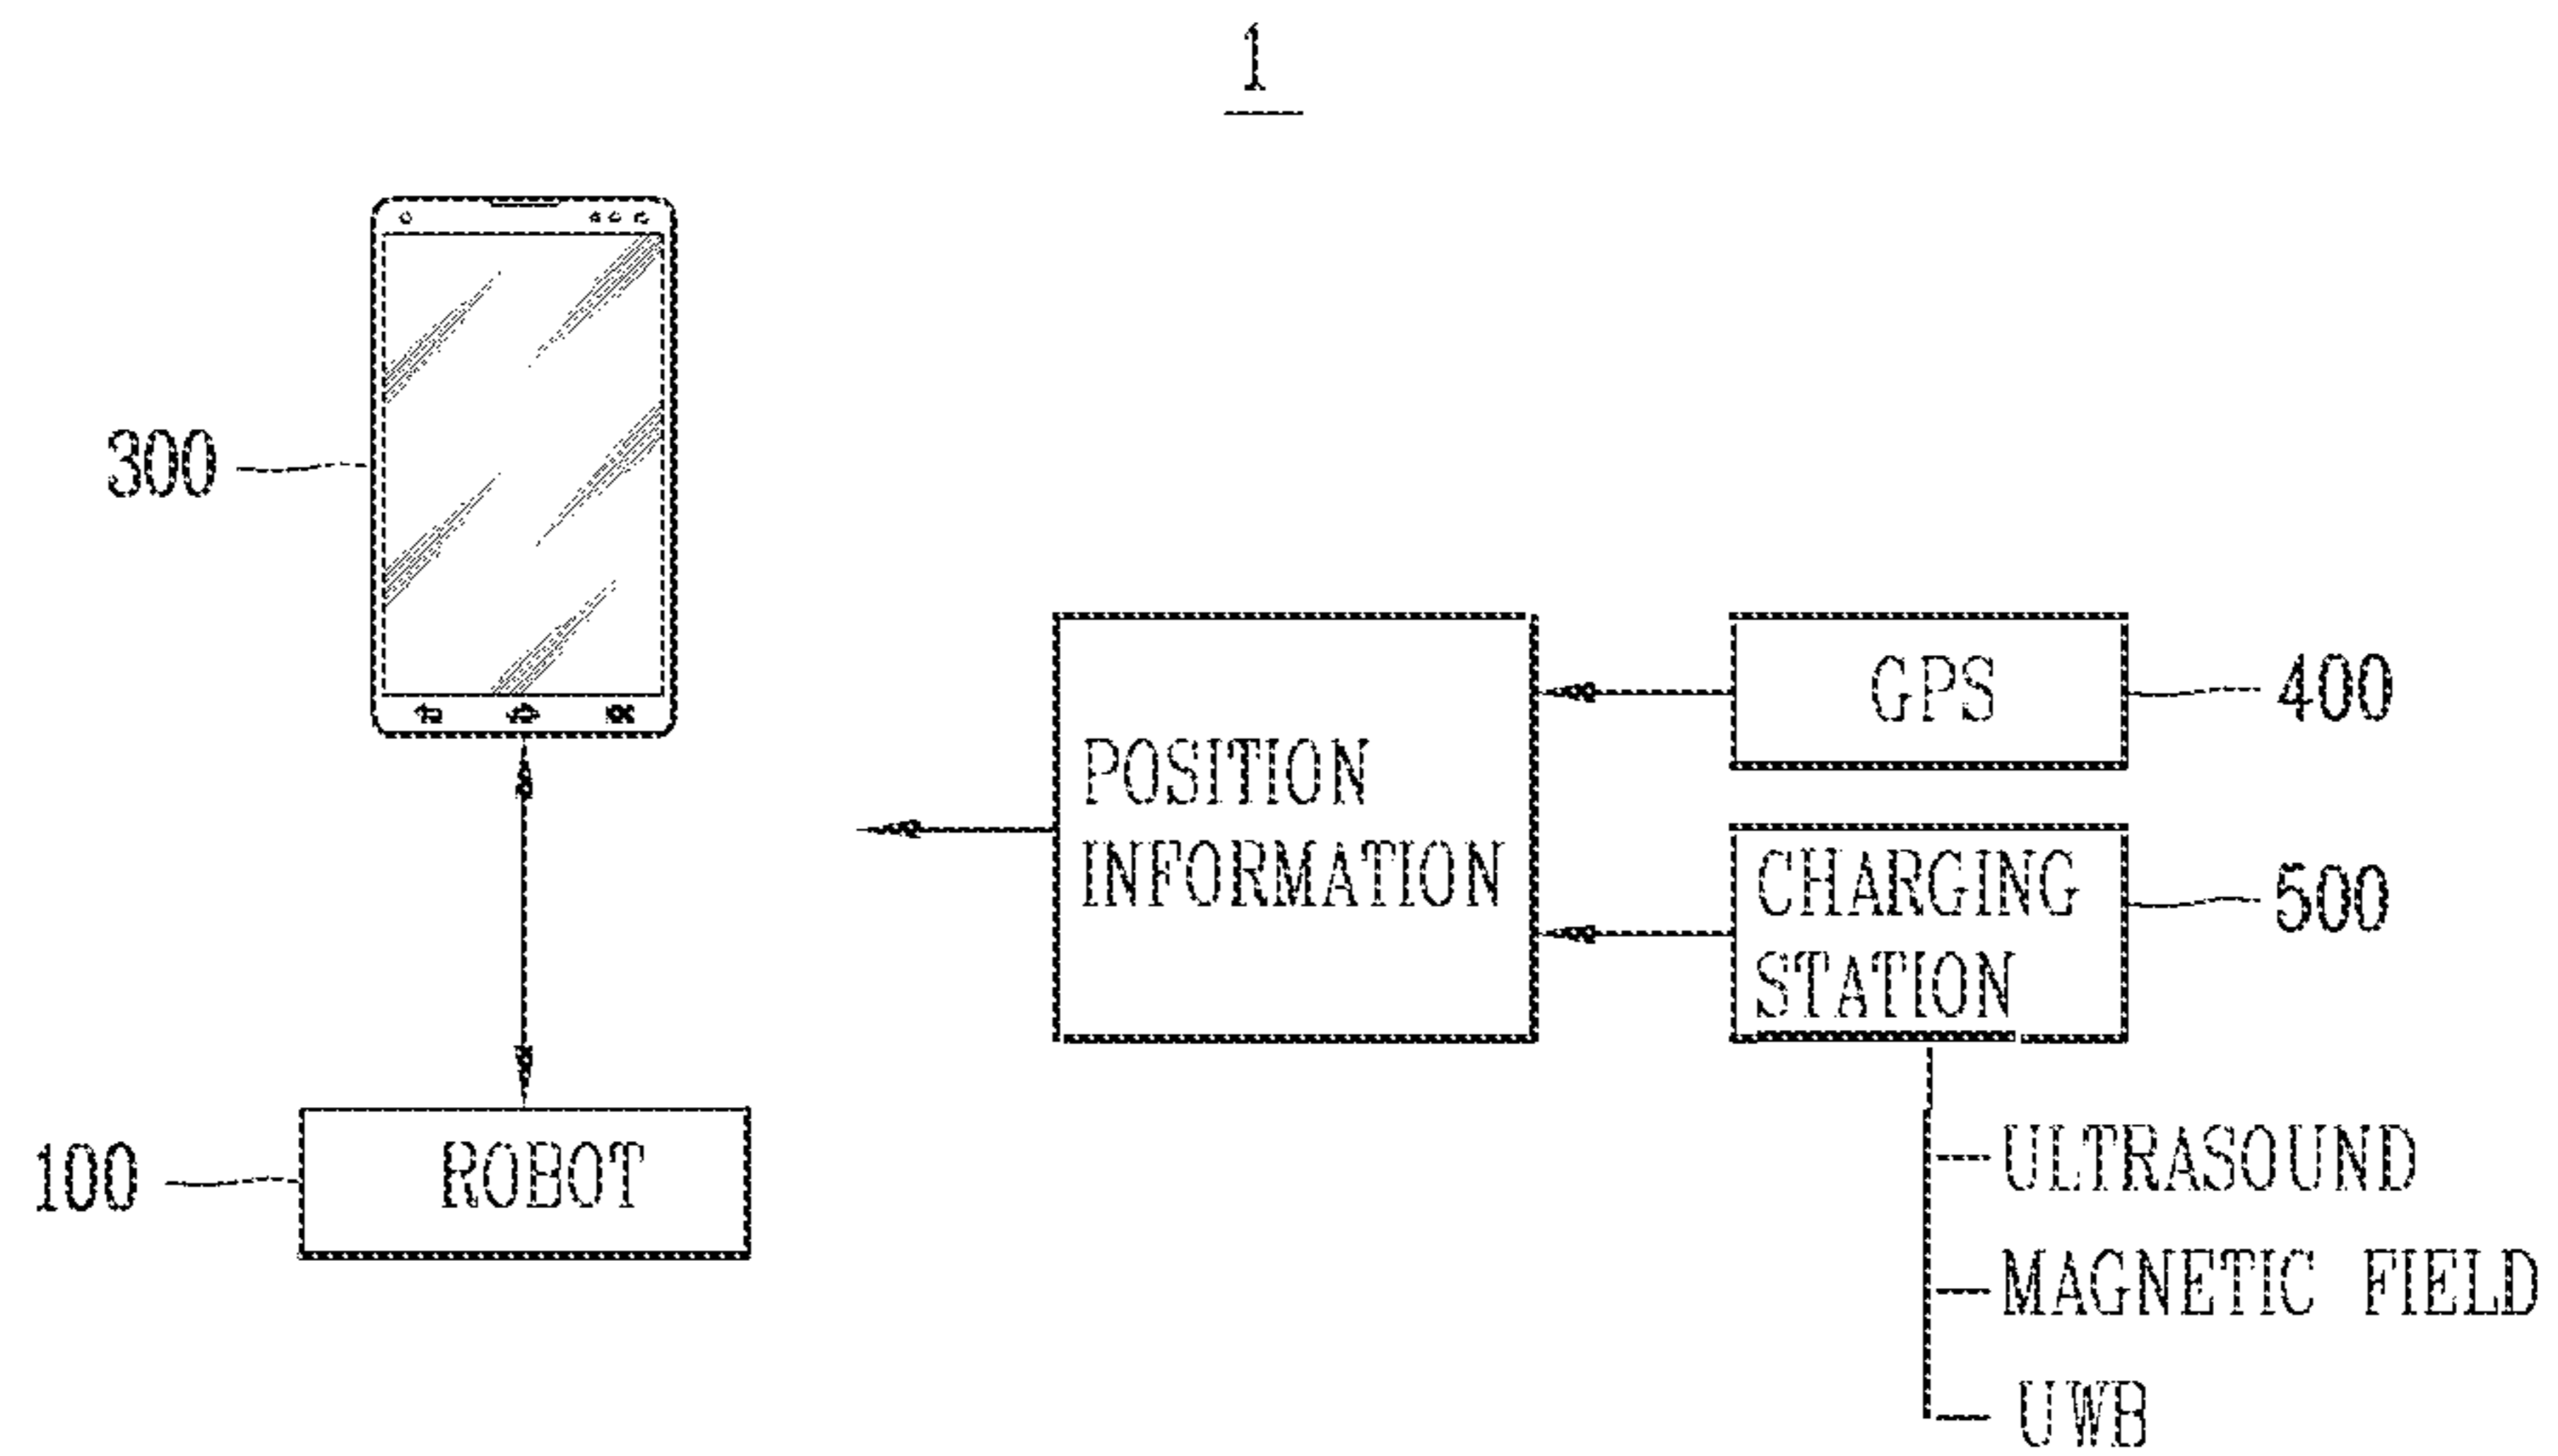 1
300
POSITION
INFORMATION
GPS
400
CHARGING
STATION
500
100
ROBOT
ULTRASOUND
MAGNETIC FIELD
UWB